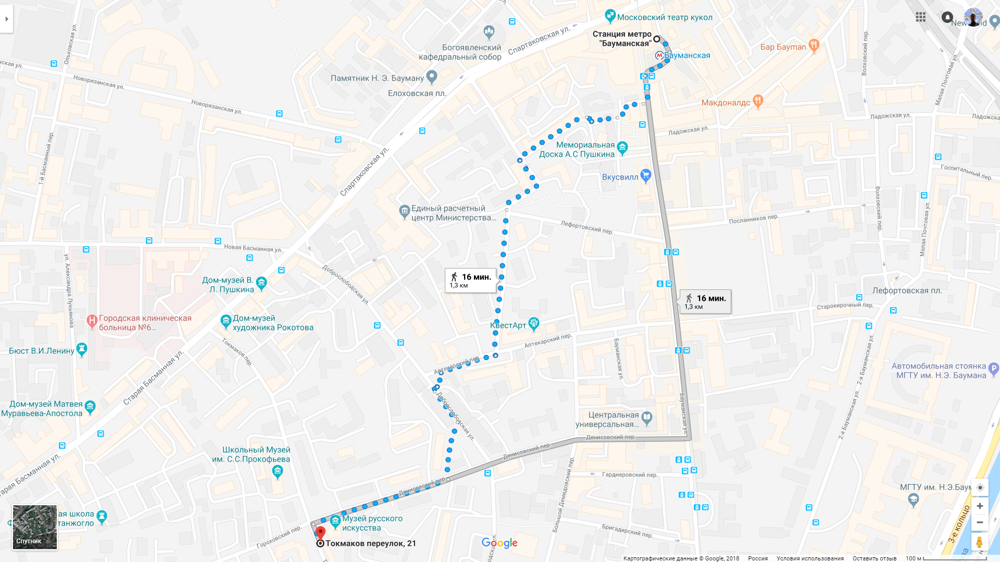 Московский театр кукол
Станция метро
"Бауманская"
Бауманская
Бар Бауман
Спартаковская ул.
Богоявленский
кафедральный собор
Ольховская ул.
Новорязанская ул.
Памятник Н. Э. Бауману
Елоховская пл.
Волховский пер.
Малая Почтовая ул.
Макдоналдс
Новорязанская ул.
Ладожская ул.
Ладожская ул.
1-й Басманный пер.
Мемориальная
Доска А.С Пушкина
Спартаковская ул.
Вкусвилл
Госпитальный пер.
Единый расчетный
центр Министерства...
Лефортовский пер.
Посланников пер.
Волховский пер.
Малая Почтовая ул.
Новая Басманная ул.
ул. Александра Лукьянова
Доброслободская ул.
Дом-музей В.
Л. Пушкина
16 мин.
1,3 км
16 мин.
1,3 км
Лефортовская пл.
Старокирочный пер.
Городская клиническая
больница №6...
Дом-музей
художника Рокотова
КвестАрт
Аптекарский пер.
Бауманская ул.
Бюст В.И.Ленину
Токмаков пер.
Аптекарский пер.
2-я Бауманская ул.
Автомобильная стоянка
МГТУ им. Н.Э. Баумана
Старая Басманная ул.
Дом-музей Матвея
Муравьева-Апостола
Доброслободская ул.
Бауманская ул.
Центральная
универсальная...
2-я Бауманская ул.
Денисовский пер.
Денисовский пер.
Школьный Музей
им. С.С.Прокофьева
Старая Басманная ул.
Гарднеровский пер.
Большой Демидовский пер.
Денисовский пер.
МГТУ им. Н.Э.Баум
ая школа
танжогло
Музей русского
искусства
Гороховский пер.
Бригадирский пер.
3-е кольцо
Спутник
Токмаков переулок, 21
Google
Картографические данные © Google, 2018 Россия Условия использования Оставить отзыв 100 м